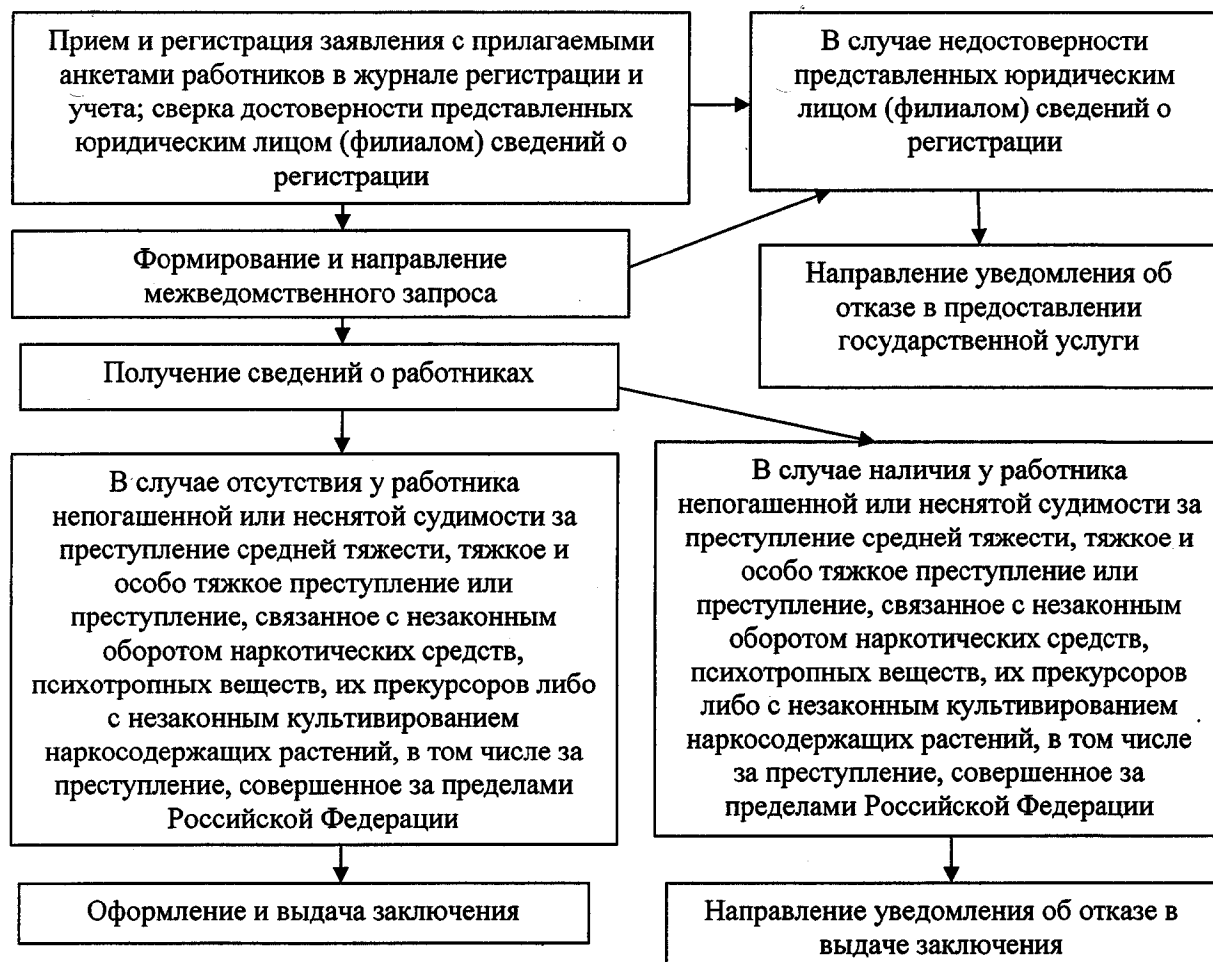 Прием и регистрация заявления с прилагаемыми
анкетами работников в журнале регистрации и
учета; сверка достоверности представленных
юридическим лицом (филиалом) сведений о
регистрации
В случае недостоверности
представленных юридическим
лицом (филиалом) сведений о
регистрации
Формирование и направление
межведомственного запроса
Направление уведомления об
отказе в предоставлении
государственной услуги
Получение сведений о работниках
В случае отсутствия у работника
непогашенной или неснятой судимости за
преступление средней тяжести, тяжкое и
особо тяжкое преступление или
преступление, связанное с незаконным
оборотом наркотических средств,
психотропных веществ, их прекурсоров либо
с незаконным культивированием
наркосодержащих растений, в том числе за
преступление, совершенное за пределами
Российской Федерации
В случае наличия у работника
непогашенной или неснятой судимости за
преступление средней тяжести, тяжкое и
особо тяжкое преступление или
преступление, связанное с незаконным
оборотом наркотических средств,
психотропных веществ, их прекурсоров
либо с незаконным культивированием
наркосодержащих растений, в том числе
за преступление, совершенное за
пределами Российской Федерации
Оформление и выдача заключения
Направление уведомления об отказе в
выдаче заключения